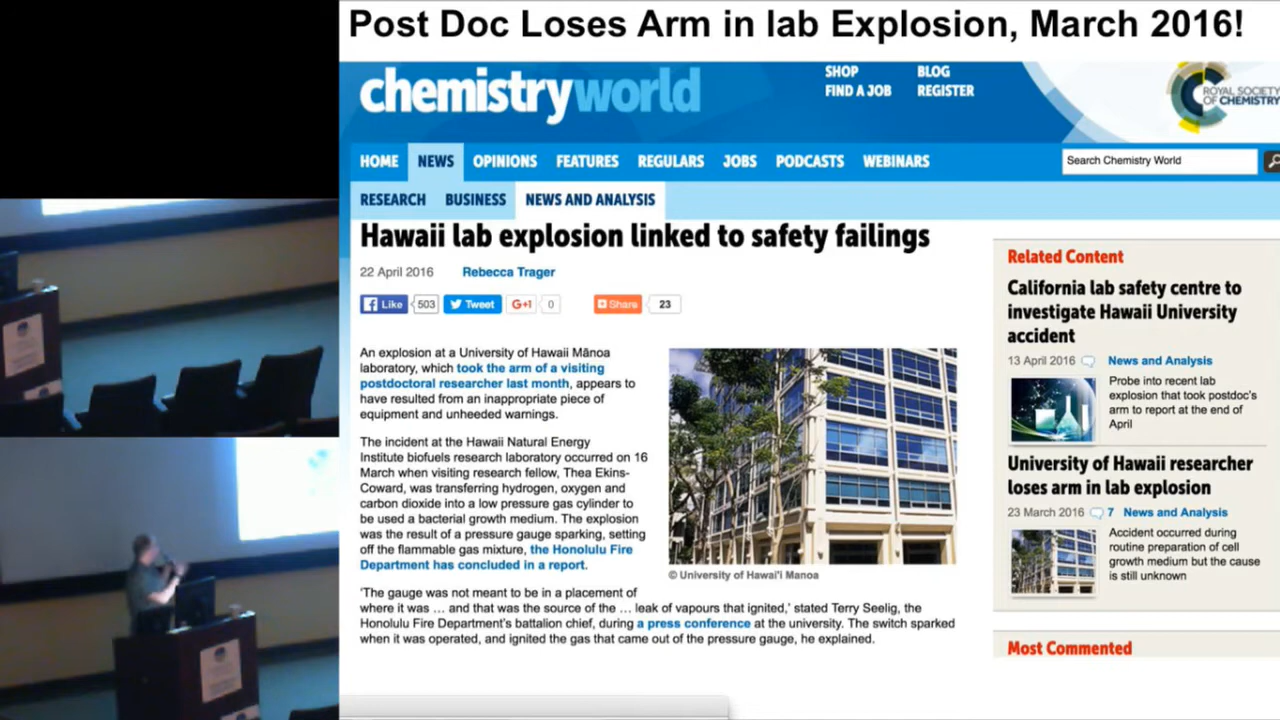 Post Doc Loses Arm in lab Explosion, March 2016!
chemistryworld
SHOP
BLOG
FIND A JOB
REGISTER
ROYAL SOCIETY
OF CHEMISTRY
HOME
NEWS
OPINIONS
FEATURES
REGULARS
JOBS
PODCASTS
WEBINARS
Search Chemistry World
RESEARCH
BUSINESS
NEWS AND ANALYSIS
Hawaii lab explosion linked to safety failings
22 April 2016
Rebecca Trager
Like
503
Tweet
G+1
0
Share
23
An explosion at a University of Hawaii Mānoa
laboratory, which took the arm of a visiting
postdoctoral researcher last month, appears to
have resulted from an inappropriate piece of
equipment and unheeded warnings.
The incident at the Hawaii Natural Energy
Institute biofuels research laboratory occurred on 16
March when visiting research fellow, Thea Ekins-
Coward, was transferring hydrogen, oxygen and
carbon dioxide into a low pressure gas cylinder to
be used a bacterial growth medium. The explosion
was the result of a pressure gauge sparking, setting
off the flammable gas mixture, the Honolulu Fire
Department has concluded in a report.
© University of Hawai'i Manoa
'The gauge was not meant to be in a placement of
where it was ... and that was the source of the ... leak of vapours that ignited,' stated Terry Seelig, the
Honolulu Fire Department's battalion chief, during a press conference at the university. The switch sparked
when it was operated, and ignited the gas that came out of the pressure gauge, he explained.
Related Content
California lab safety centre to
investigate Hawaii University
accident
13 April 2016
News and Analysis
Probe into recent lab
explosion that took postdoc's
arm to report at the end of
April
University of Hawaii researcher
loses arm in lab explosion
23 March 2016
7
News and Analysis
Accident occurred during
routine preparation of cell
growth medium but the cause
is still unknown
Most Commented